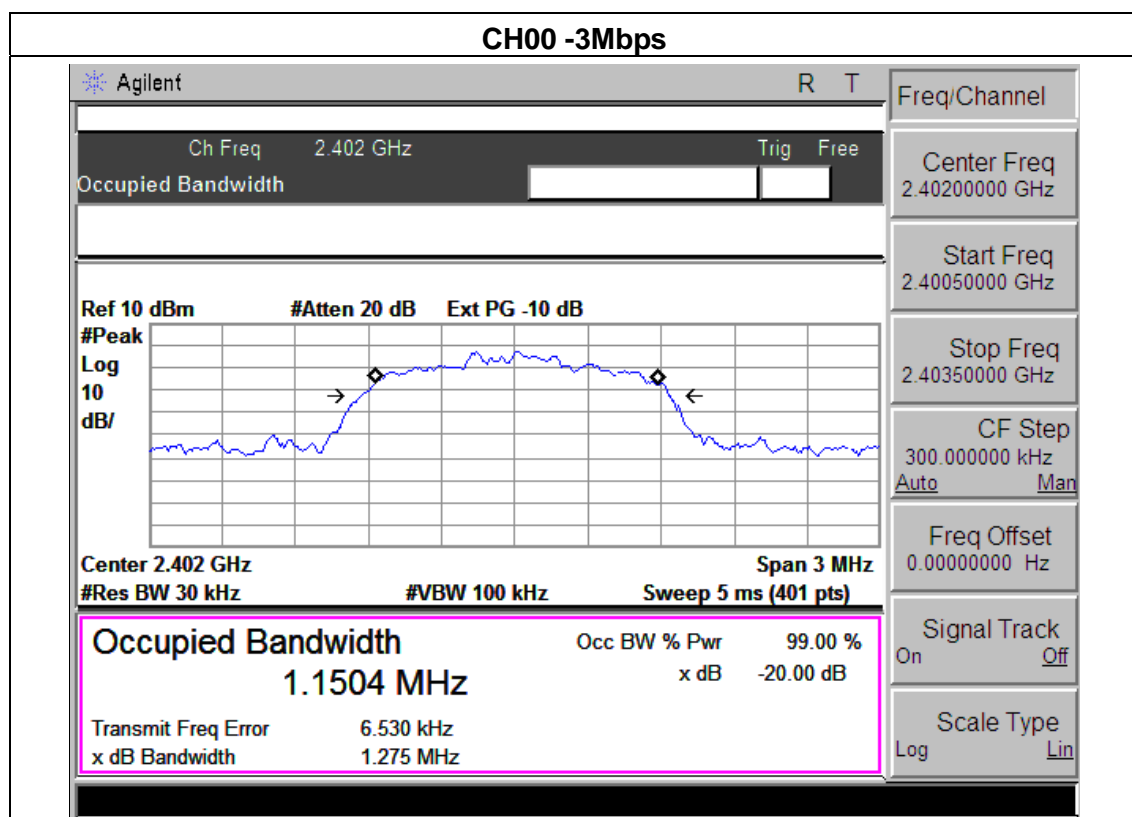 CH00 -3Mbps
Agilent R T
Ch Freq 2.402 GHz Trig Free
Occupied Bandwidth
Ref 10 dBm #Atten 20 dB Ext PG -10 dB
#Peak
Log
10
dB/
Center 2.402 GHz Span 3 MHz
#Res BW 30 kHz #VBW 100 kHz Sweep 5 ms (401 pts)
Occupied Bandwidth Occ BW % Pwr 99.00 %
1.1504 MHz x dB -20.00 dB
Transmit Freq Error 6.530 kHz
x dB Bandwidth 1.275 MHz
Freq/Channel
Center Freq
2.40200000 GHz
Start Freq
2.40050000 GHz
Stop Freq
2.40350000 GHz
CF Step
300.000000 kHz
Auto Man
Freq Offset
0.00000000 Hz
Signal Track
On Off
Scale Type
Log Lin